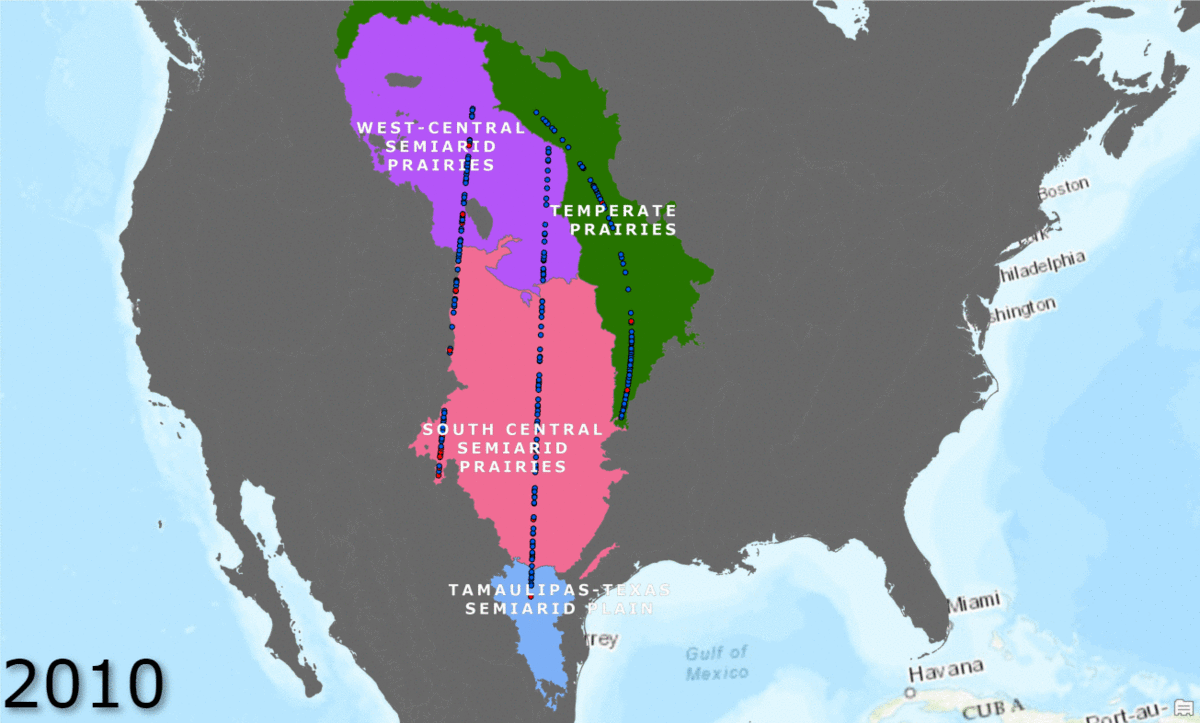 WEST-CENTRAL
SEMIARID
PRAIRIES
Boston
TEMPERATE
PRAIRIES
hiladelphia
shington
SOUTH CENTRAL
SEMIARID
PRAIRIES
TAMAULIPAS-TEXAS
SEMIARID PLAIN
Miami
rrey
Gulf of
Mexico
Havana
2010
CUBA
Port-au-